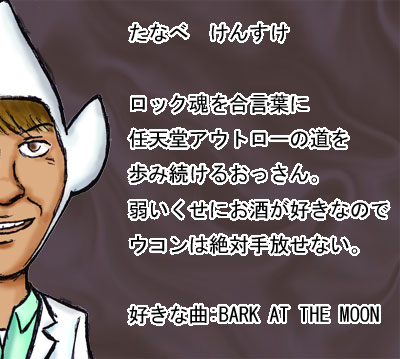 たなべ　けんすけ
ロック魂を合言葉に
任天堂アウトローの道を
歩み続けるおっさん。
弱いくせにお酒が好きなので
ウコンは絶対手放せない。
好きな曲:BARK AT THE MOON